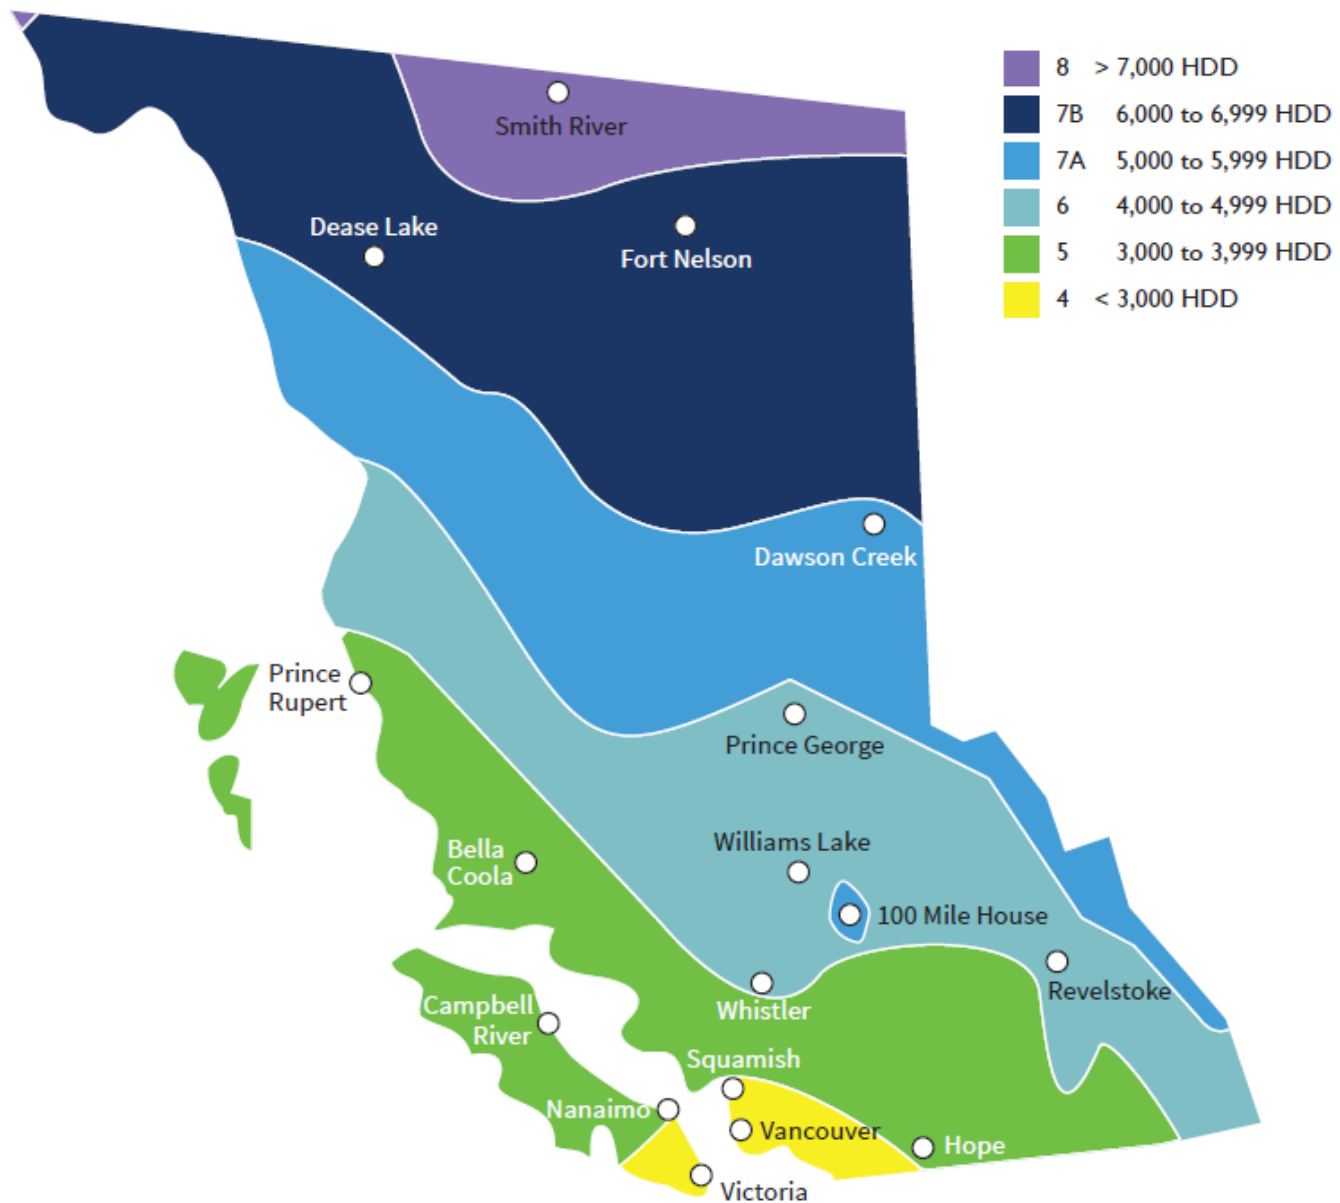 8 > 7,000 HDD
7B 6,000 to 6,999 HDD
7A 5,000 to 5,999 HDD
6 4,000 to 4,999 HDD
5 3,000 to 3,999 HDD
4 < 3,000 HDD
Smith River
Dease Lake
Fort Nelson
Dawson Creek
Prince
Rupert
Prince George
Williams Lake
Bella
Coola
100 Mile House
Revelstoke
Whistler
Campbell
River
Squamish
Nanaimo
Vancouver
Hope
Victoria